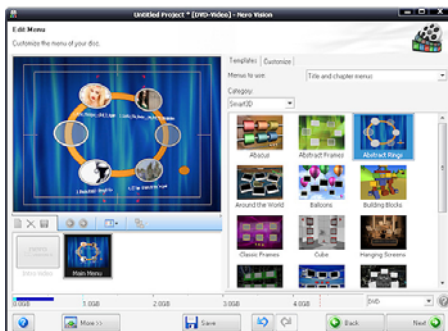 Untitled Project * [DVD-Video] - Nero Vision
Edit Menu
Customize the menu of your disc.
Templates
Customize
Menus to use:
Title and chapter menus
Category:
Smart3D
Abacus
Abstract Frames
Abstract Rings
Around the World
Balloons
Building Blocks
Classic Frames
Cube
Hanging Screens
Main Menu
0.0GB
1.0GB
2.0GB
3.0GB
4.0GB
DVD
More >>
Save
Back
Next